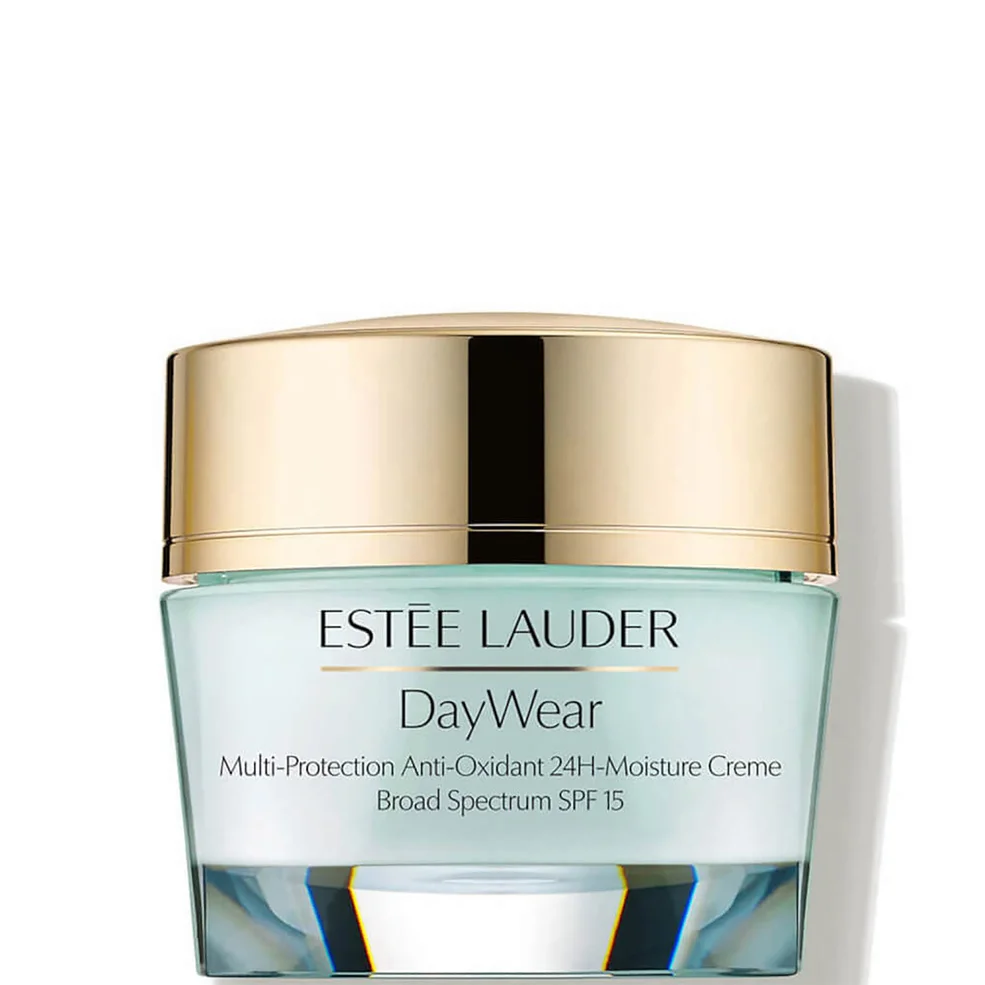 ESTĒE LAUDER
DayWear
Multi-Protection Anti-Oxidant 24H-Moisture Creme
Broad Spectrum SPF 15